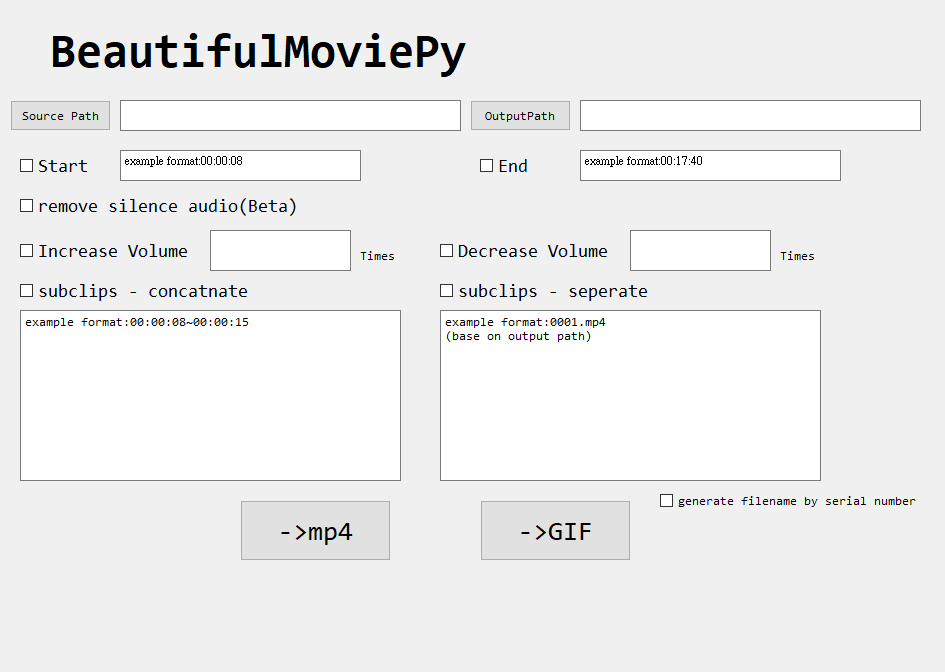 BeautifulMoviePy
Source Path
OutputPath
Start
example format:00:00:08
End
example format:00:17:40
remove silence audio(Beta)
Increase Volume
Times
Decrease Volume
Times
subclips - concatnate
subclips - seperate
example format:00:00:08~00:00:15
example format:0001.mp4
(base on output path)
generate filename by serial number
->mp4
->GIF